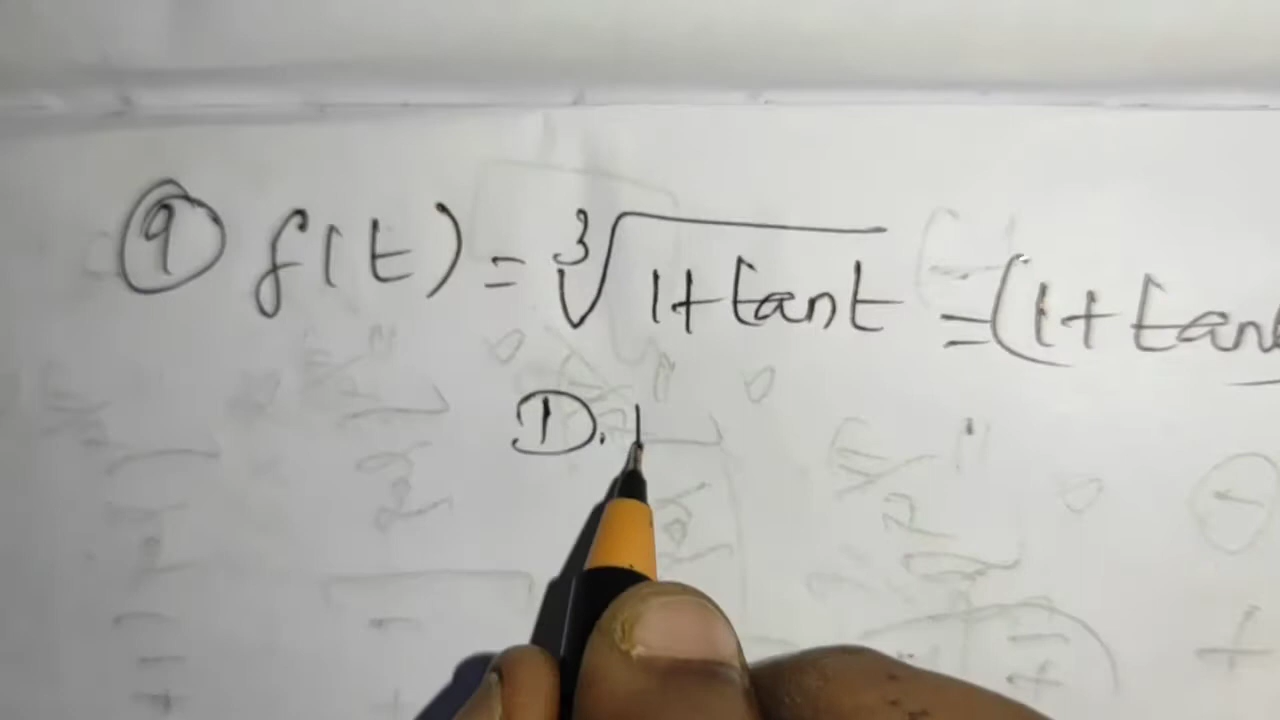 ⑨ f(t) = ∛1+tant = (1+tan
D.